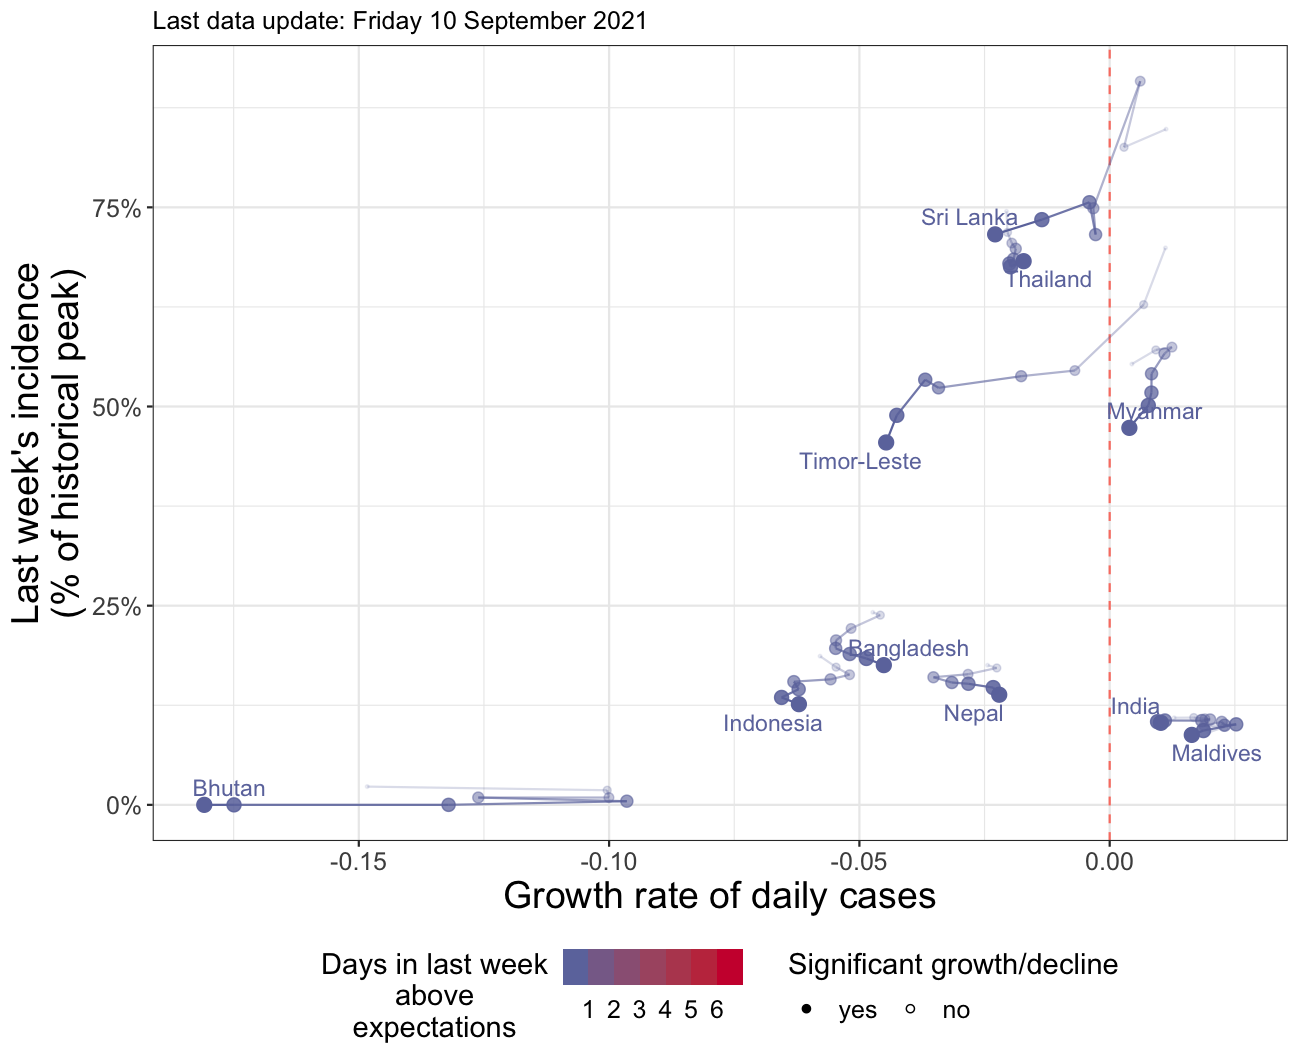 Last data update: Friday 10 September 2021
Last week's incidence
(% of historical peak)
75%
50%
25%
0%
Sri Lanka
Thailand
Myanmar
Timor-Leste
Bangladesh
Indonesia
Nepal
India
Maldives
Bhutan
-0.15
-0.10
-0.05
0.00
Growth rate of daily cases
Days in last week
above
expectations
1 2 3 4 5 6
Significant growth/decline
yes
no